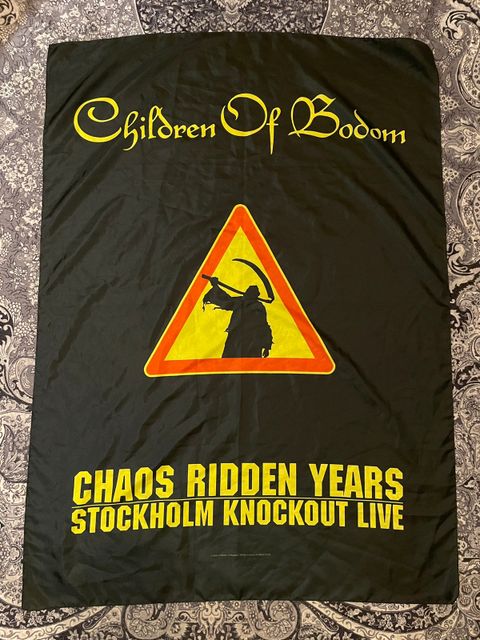 Children Of Bodom
CHAOS RIDDEN YEARS
STOCKHOLM KNOCKOUT LIVE